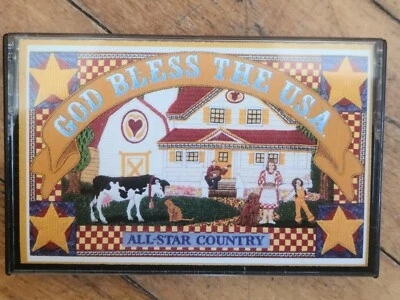 GOD BLESS THE U.S.A.
ALL-STAR COUNTRY